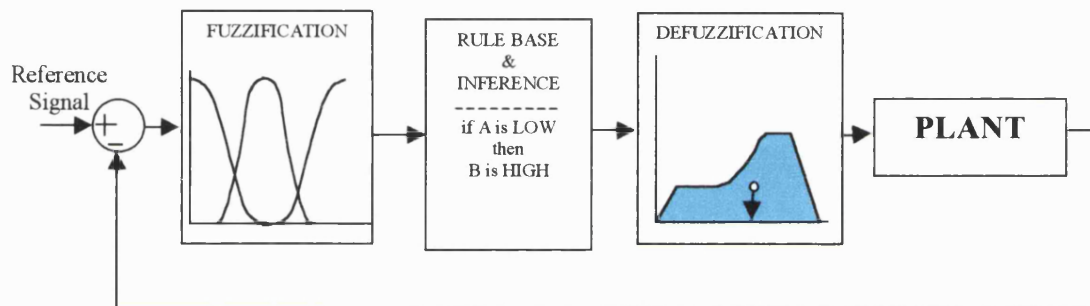 Reference
Signal
+
−
FUZZIFICATION
RULE BASE
&
INFERENCE
----------
if A is LOW
then
B is HIGH
DEFUZZIFICATION
PLANT